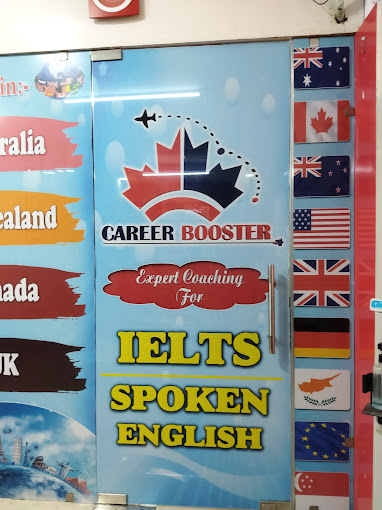 in:-
ralia
ealand
nada
UK
CAREER BOOSTER
Expert Coaching
For
IELTS
SPOKEN
ENGLISH